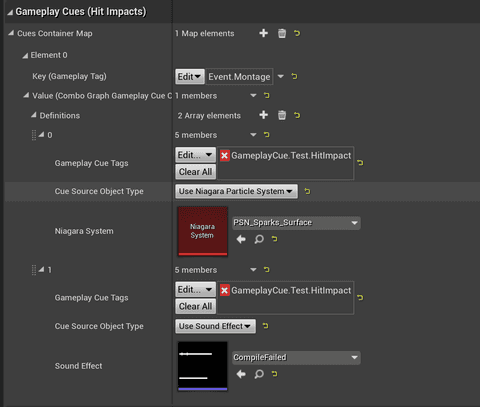 Gameplay Cues (Hit Impacts)
Cues Container Map 1 Map elements
Element 0
Key (Gameplay Tag) Edit Event.Montage
Value (Combo Graph Gameplay Cue C 1 members
Definitions 2 Array elements
0 5 members
Gameplay Cue Tags Edit... GameplayCue.Test.HitImpact
Clear All
Cue Source Object Type Use Niagara Particle System
Niagara System Niagara System PSN_Sparks_Surface
1 5 members
Gameplay Cue Tags Edit... GameplayCue.Test.HitImpact
Clear All
Cue Source Object Type Use Sound Effect
Sound Effect CompileFailed